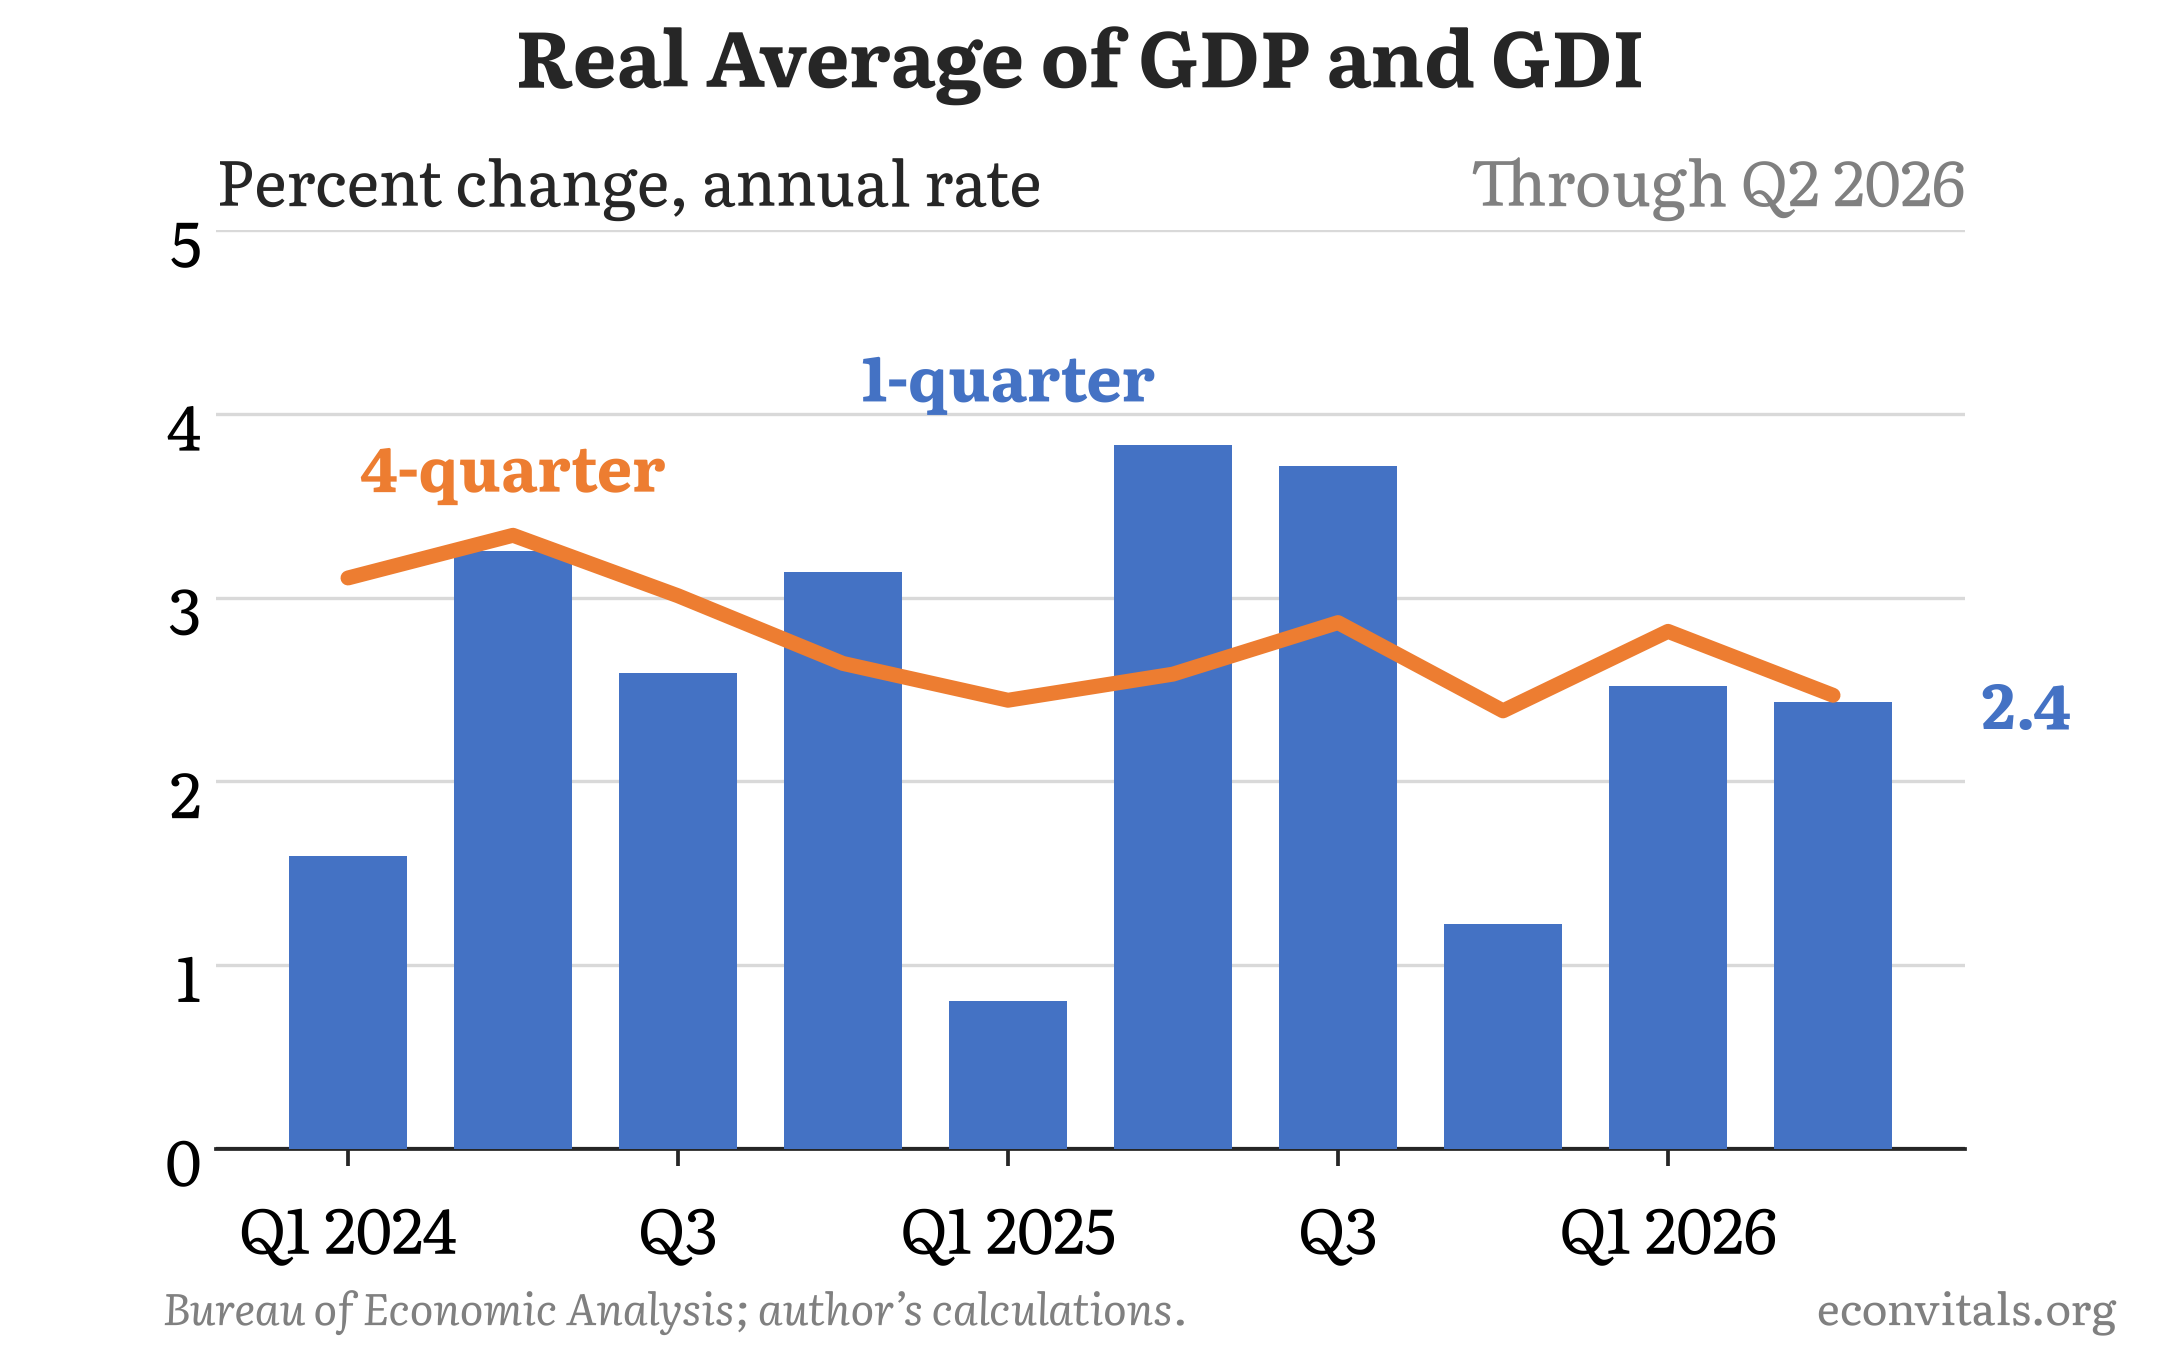 Real Average of GDP and GDI
Percent change, annual rate
Through Q2 2026
5
1-quarter
4
4-quarter
3
2.4
2
1
0
Q1 2024
Q3
Q1 2025
Q3
Q1 2026
Bureau of Economic Analysis; author’s calculations.
econvitals.org